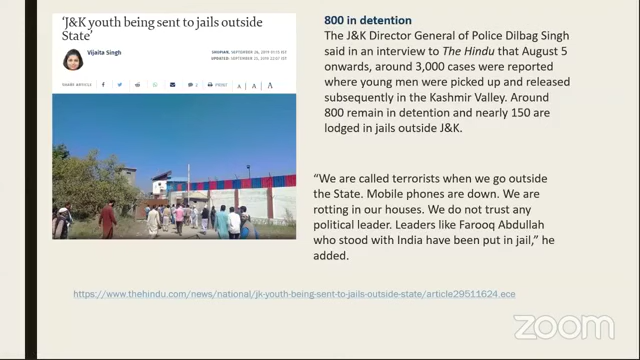 ‘J&K youth being sent to jails outside
State’
Vijaita Singh
SHARE ARTICLE
PRINT
A A A
800 in detention
The J&K Director General of Police Dilbag Singh
said in an interview to The Hindu that August 5
onwards, around 3,000 cases were reported
where young men were picked up and released
subsequently in the Kashmir Valley. Around
800 remain in detention and nearly 150 are
lodged in jails outside J&K.
“We are called terrorists when we go outside
the State. Mobile phones are down. We are
rotting in our houses. We do not trust any
political leader. Leaders like Farooq Abdullah
who stood with India have been put in jail,” he
added.
https://www.thehindu.com/news/national/jk-youth-being-sent-to-jails-outside-state/article29511624.ece
zoom